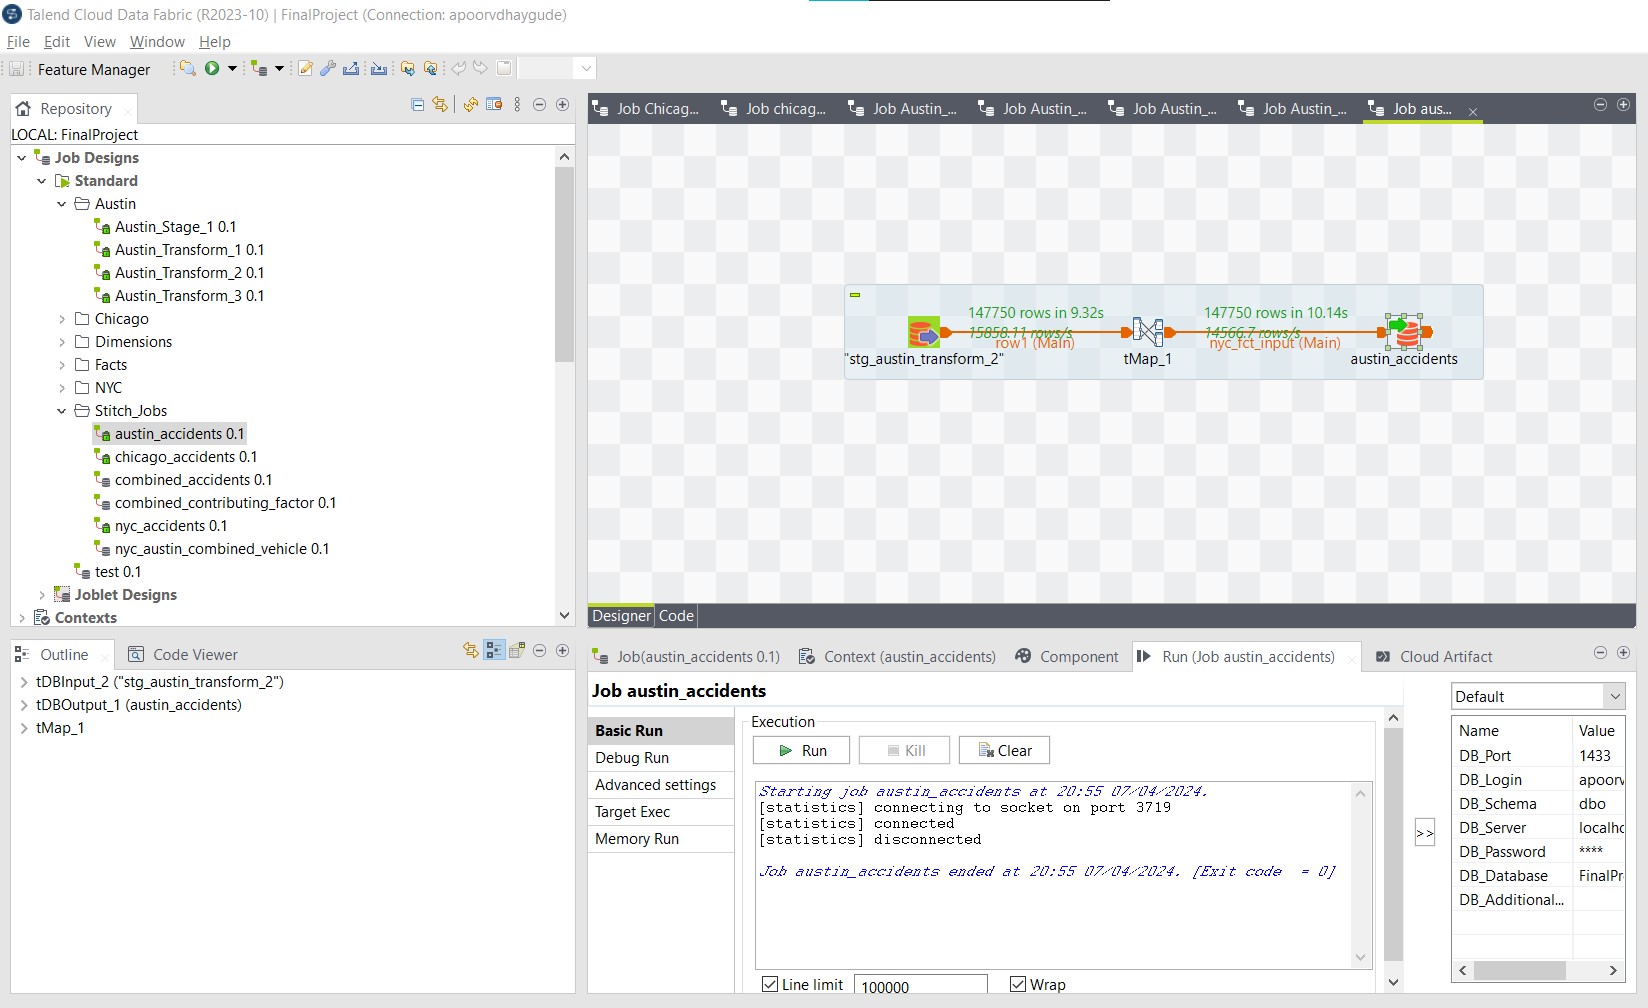 Talend Cloud Data Fabric (R2023-10) | FinalProject (Connection: apoorvdhaygude)
File Edit View Window Help
Feature Manager
Repository
LOCAL: FinalProject
Job Designs
Standard
Austin
Austin_Stage_1 0.1
Austin_Transform_1 0.1
Austin_Transform_2 0.1
Austin_Transform_3 0.1
Chicago
Dimensions
Facts
NYC
Stitch_Jobs
austin_accidents 0.1
chicago_accidents 0.1
combined_accidents 0.1
combined_contributing_factor 0.1
nyc_accidents 0.1
nyc_austin_combined_vehicle 0.1
test 0.1
Joblet Designs
Contexts
Job Chicag... Job chicag... Job Austin_... Job Austin_... Job Austin_... Job Austin_... Job aus...
147750 rows in 9.32s 147750 rows in 10.14s
15858.11 rows/s 14566.7 rows/s
row1 (Main) nyc_fct_input (Main)
"stg_austin_transform_2" tMap_1 austin_accidents
Designer Code
Outline Code Viewer
tDBInput_2 ("stg_austin_transform_2")
tDBOutput_1 (austin_accidents)
tMap_1
Job(austin_accidents 0.1) Context (austin_accidents) Component Run (Job austin_accidents) Cloud Artifact
Job austin_accidents
Basic Run
Debug Run
Advanced settings
Target Exec
Memory Run
Execution
Run Kill Clear
Starting job austin_accidents at 20:55 07/04/2024.
[statistics] connecting to socket on port 3719
[statistics] connected
[statistics] disconnected
Job austin_accidents ended at 20:55 07/04/2024. [Exit code = 0]
Line limit 100000 Wrap
>>
Default
Name Value
DB_Port 1433
DB_Login apoorv
DB_Schema dbo
DB_Server localhc
DB_Password ****
DB_Database FinalPr
DB_Additional...